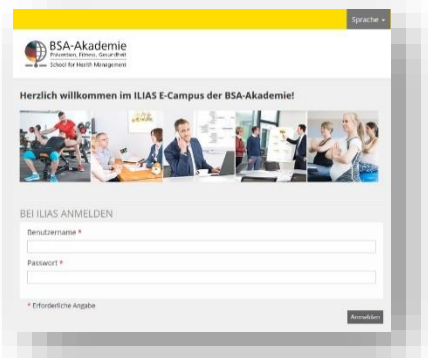 Sprache
BSA-Akademie
Prävention, Fitness, Gesundheit
School for Health Management
Herzlich willkommen im ILIAS E-Campus der BSA-Akademie!
BEI ILIAS ANMELDEN
Benutzername *
Passwort *
* Erforderliche Angabe
Anmelden